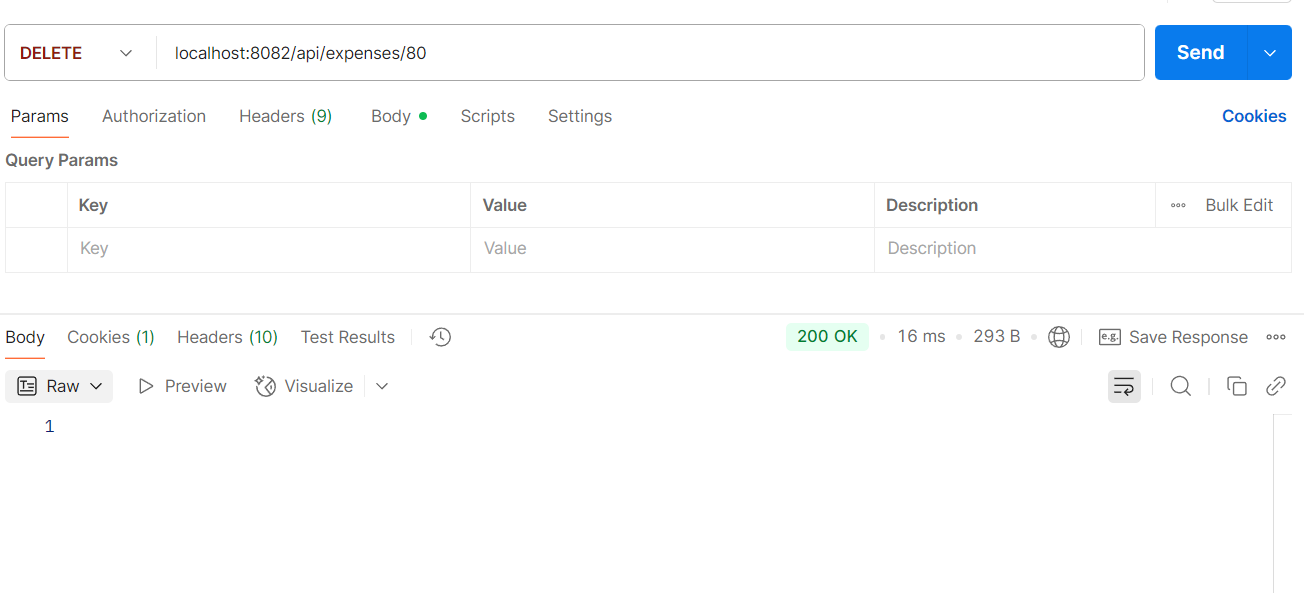 DELETE localhost:8082/api/expenses/80 Send
Params Authorization Headers (9) Body Scripts Settings Cookies
Query Params
Key Value Description Bulk Edit
Key Value Description
Body Cookies (1) Headers (10) Test Results 200 OK 16 ms 293 B e.g. Save Response
Raw Preview Visualize
1